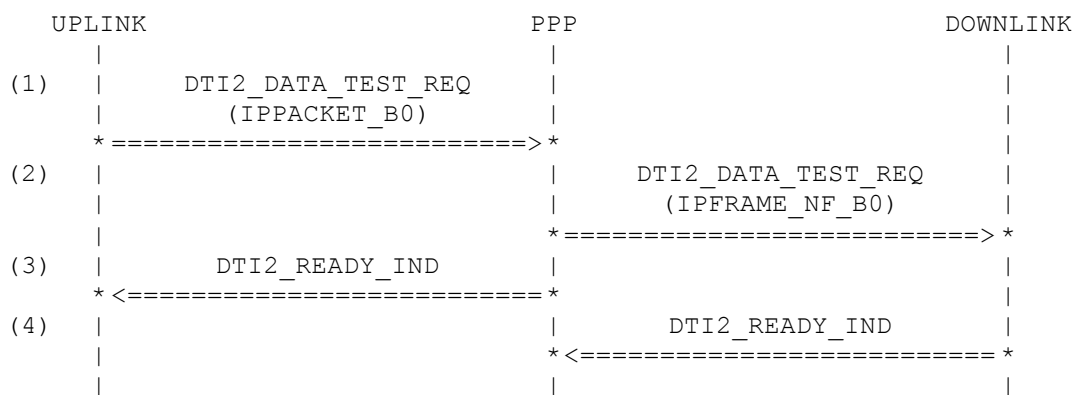 UPLINK PPP DOWNLINK
(1) DTI2_DATA_TEST_REQ
(IPPACKET_B0)
(2) DTI2_DATA_TEST_REQ
(IPFRAME_NF_B0)
(3) DTI2_READY_IND
(4) DTI2_READY_IND